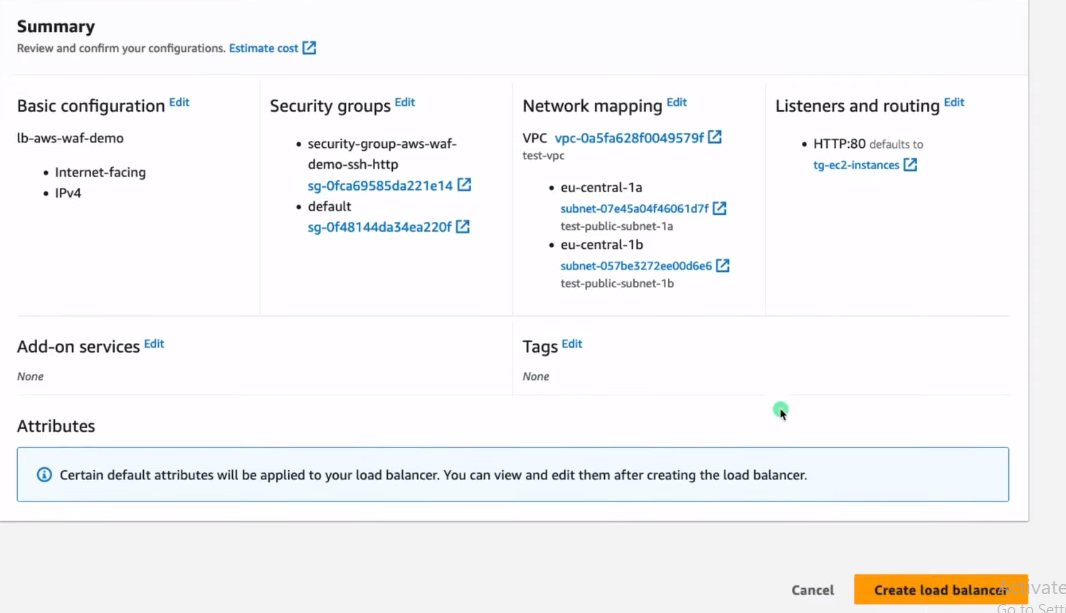 Summary
Review and confirm your configurations. Estimate cost
Basic configuration Edit
lb-aws-waf-demo
Internet-facing
IPv4
Security groups Edit
security-group-aws-waf-
demo-ssh-http
sg-0fca69585da221e14
default
sg-0f48144da34ea220f
Network mapping Edit
VPC vpc-0a5fa628f0049579f
test-vpc
eu-central-1a
subnet-07e45a04f46061d7f
test-public-subnet-1a
eu-central-1b
subnet-057be3272ee00d6e6
test-public-subnet-1b
Listeners and routing Edit
HTTP:80 defaults to
tg-ec2-instances
Add-on services Edit
None
Tags Edit
None
Attributes
Certain default attributes will be applied to your load balancer. You can view and edit them after creating the load balancer.
Cancel
Create load balancer
Activate
Go to Setti